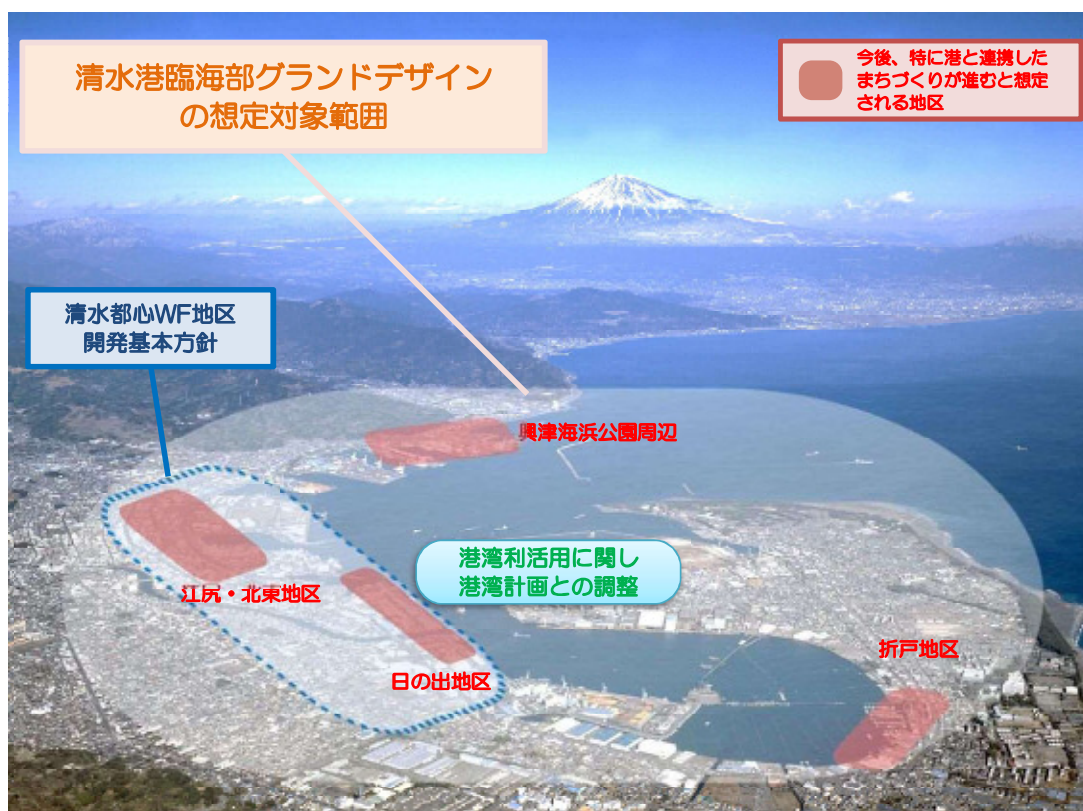 清水港臨海部グランドデザイン
の想定対象範囲
今後、特に港と連携した
まちづくりが進むと想定
される地区
清水都心WF地区
開発基本方針
興津海浜公園周辺
港湾利活用に関し
港湾計画との調整
江尻・北東地区
折戸地区
日の出地区